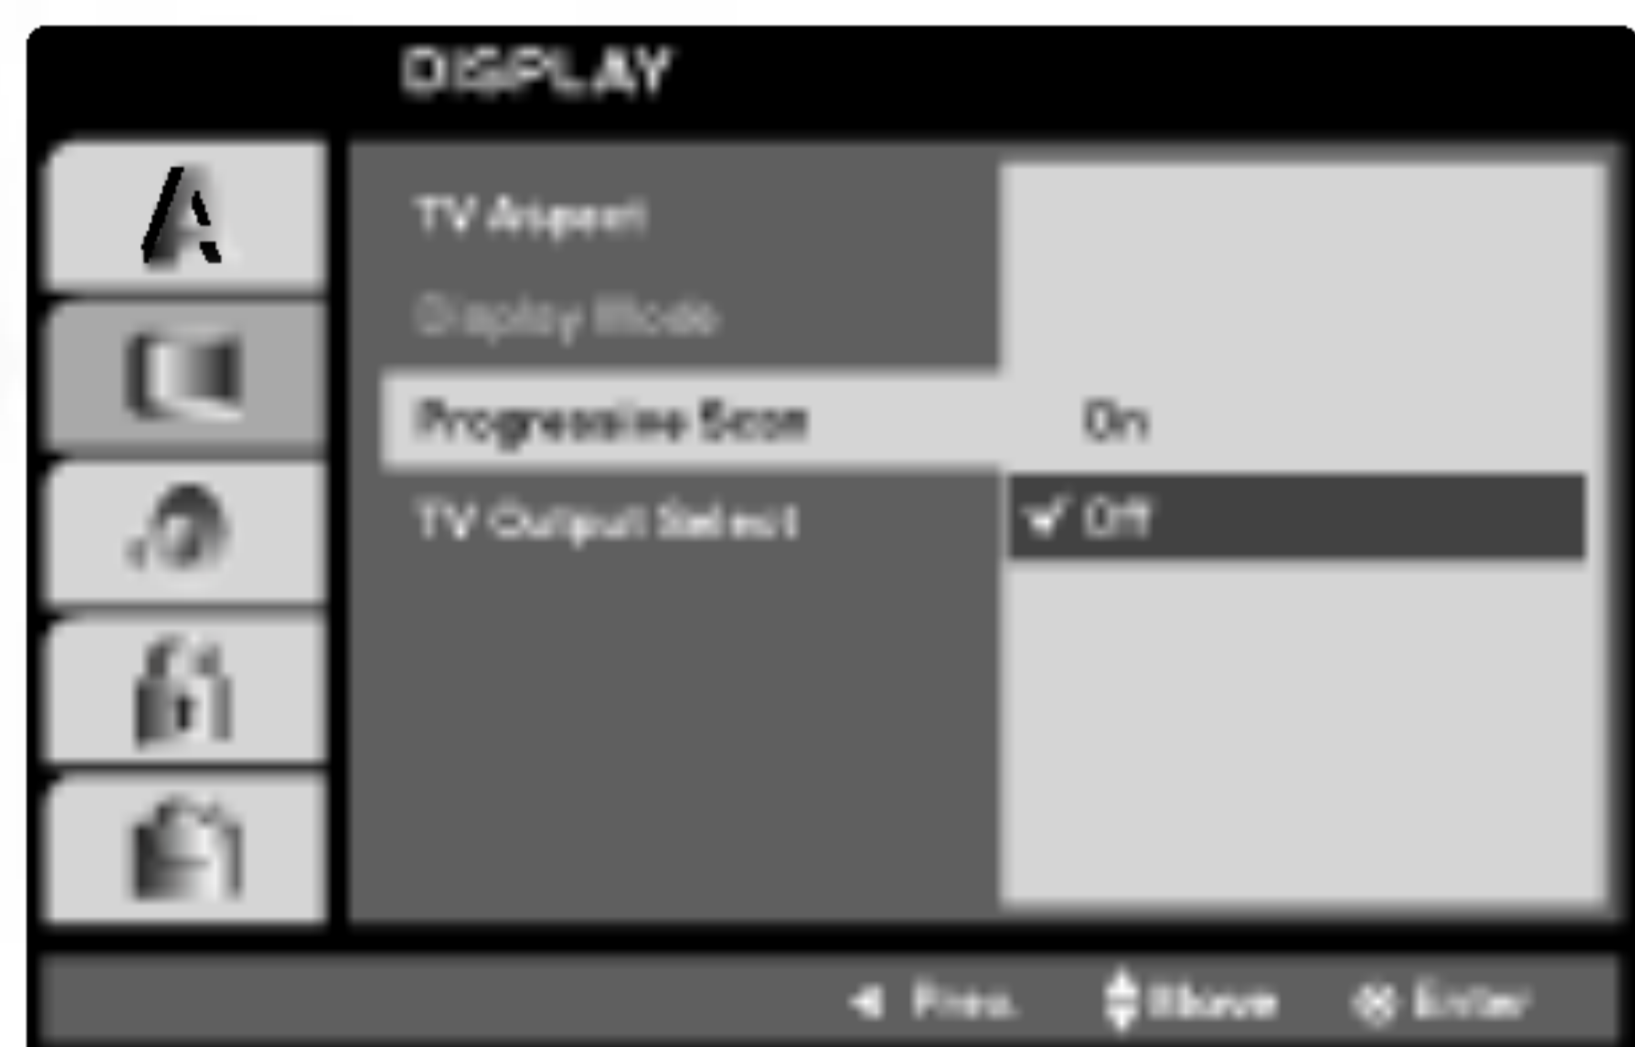 DISPLAY
TV Aspect
Display Mode
Progressive Scan
On
TV Output Select
✔ Off
◄ Prev.
Move
Enter